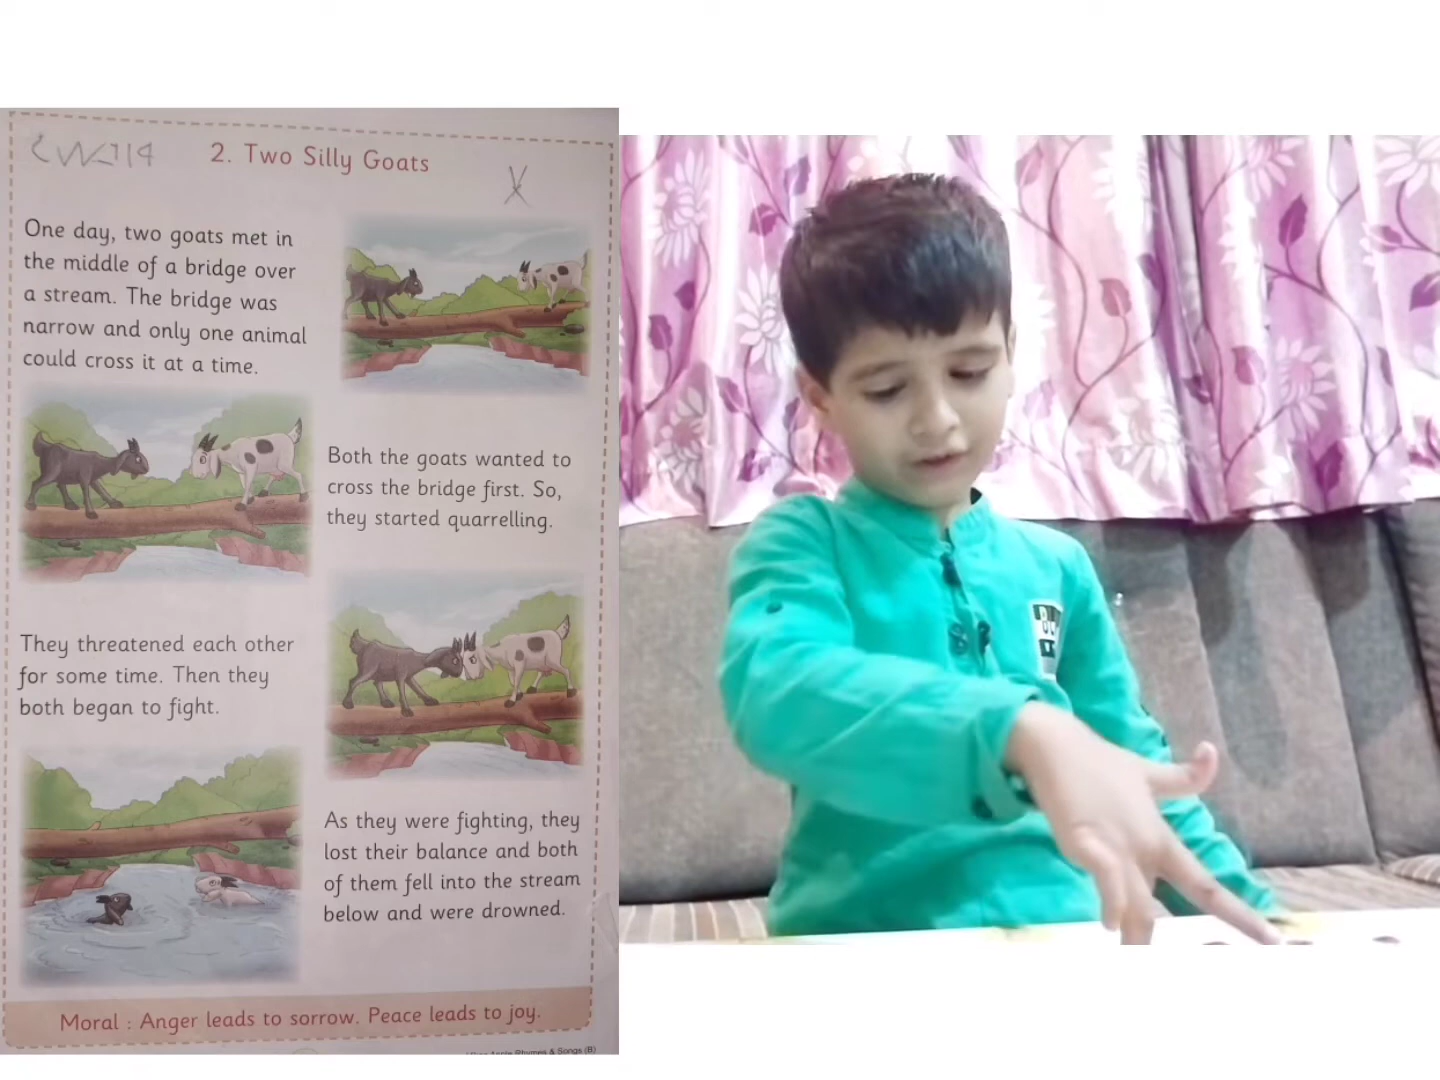 2. Two Silly Goats
One day, two goats met in
the middle of a bridge over
a stream. The bridge was
narrow and only one animal
could cross it at a time.
Both the goats wanted to
cross the bridge first. So,
they started quarrelling.
They threatened each other
for some time. Then they
both began to fight.
As they were fighting, they
lost their balance and both
of them fell into the stream
below and were drowned.
Moral : Anger leads to sorrow. Peace leads to joy.
Rhymes & Songs (B)